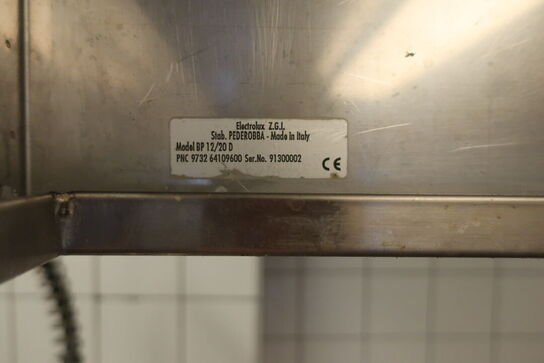 Electrolux Z.G.I.
Stab. PEDEROBBA - Made in Italy
Model BP 12/20 D
PNC 9732 64109600 Ser.No. 91300002
CE